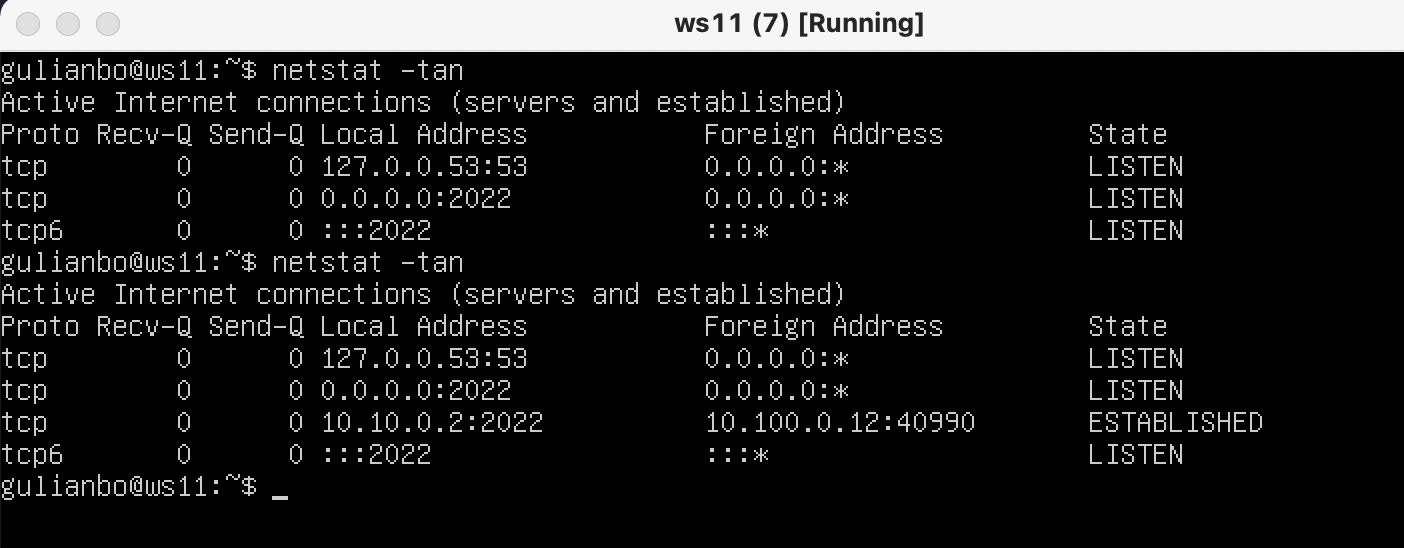 ws11 (7) [Running]
gulianbo@ws11:~$ netstat -tan
Active Internet connections (servers and established)
Proto Recv-Q Send-Q Local Address           Foreign Address         State
tcp        0      0 127.0.0.53:53           0.0.0.0:*               LISTEN
tcp        0      0 0.0.0.0:2022            0.0.0.0:*               LISTEN
tcp6       0      0 :::2022                 :::*                    LISTEN
gulianbo@ws11:~$ netstat -tan
Active Internet connections (servers and established)
Proto Recv-Q Send-Q Local Address           Foreign Address         State
tcp        0      0 127.0.0.53:53           0.0.0.0:*               LISTEN
tcp        0      0 0.0.0.0:2022            0.0.0.0:*               LISTEN
tcp        0      0 10.10.0.2:2022          10.100.0.12:40990       ESTABLISHED
tcp6       0      0 :::2022                 :::*                    LISTEN
gulianbo@ws11:~$ _